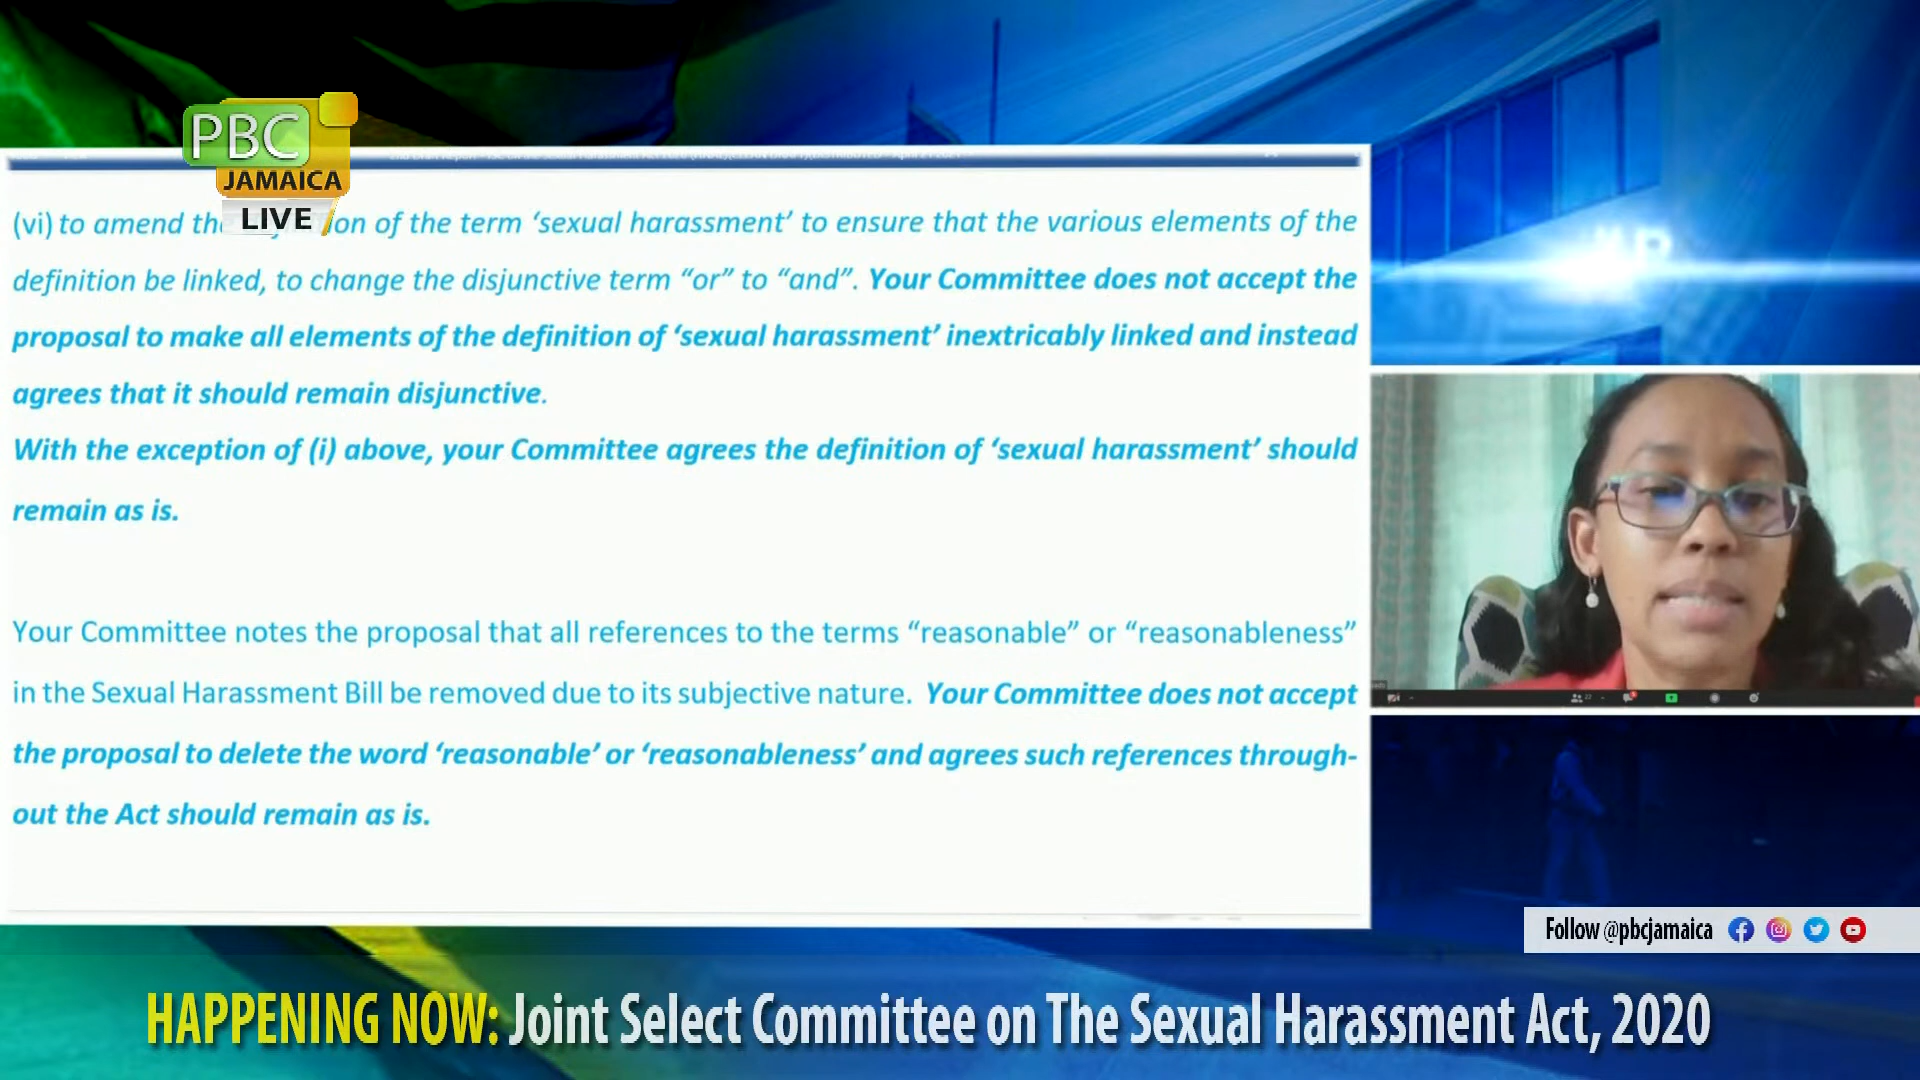 PBC
JAMAICA
LIVE
(vi) to amend the ion of the term ‘sexual harassment’ to ensure that the various elements of the
definition be linked, to change the disjunctive term “or” to “and”. Your Committee does not accept the
proposal to make all elements of the definition of ‘sexual harassment’ inextricably linked and instead
agrees that it should remain disjunctive.
With the exception of (i) above, your Committee agrees the definition of ‘sexual harassment’ should
remain as is.
Your Committee notes the proposal that all references to the terms “reasonable” or “reasonableness”
in the Sexual Harassment Bill be removed due to its subjective nature. Your Committee does not accept
the proposal to delete the word ‘reasonable’ or ‘reasonableness’ and agrees such references through-
out the Act should remain as is.
Follow @pbcjamaica
HAPPENING NOW: Joint Select Committee on The Sexual Harassment Act, 2020